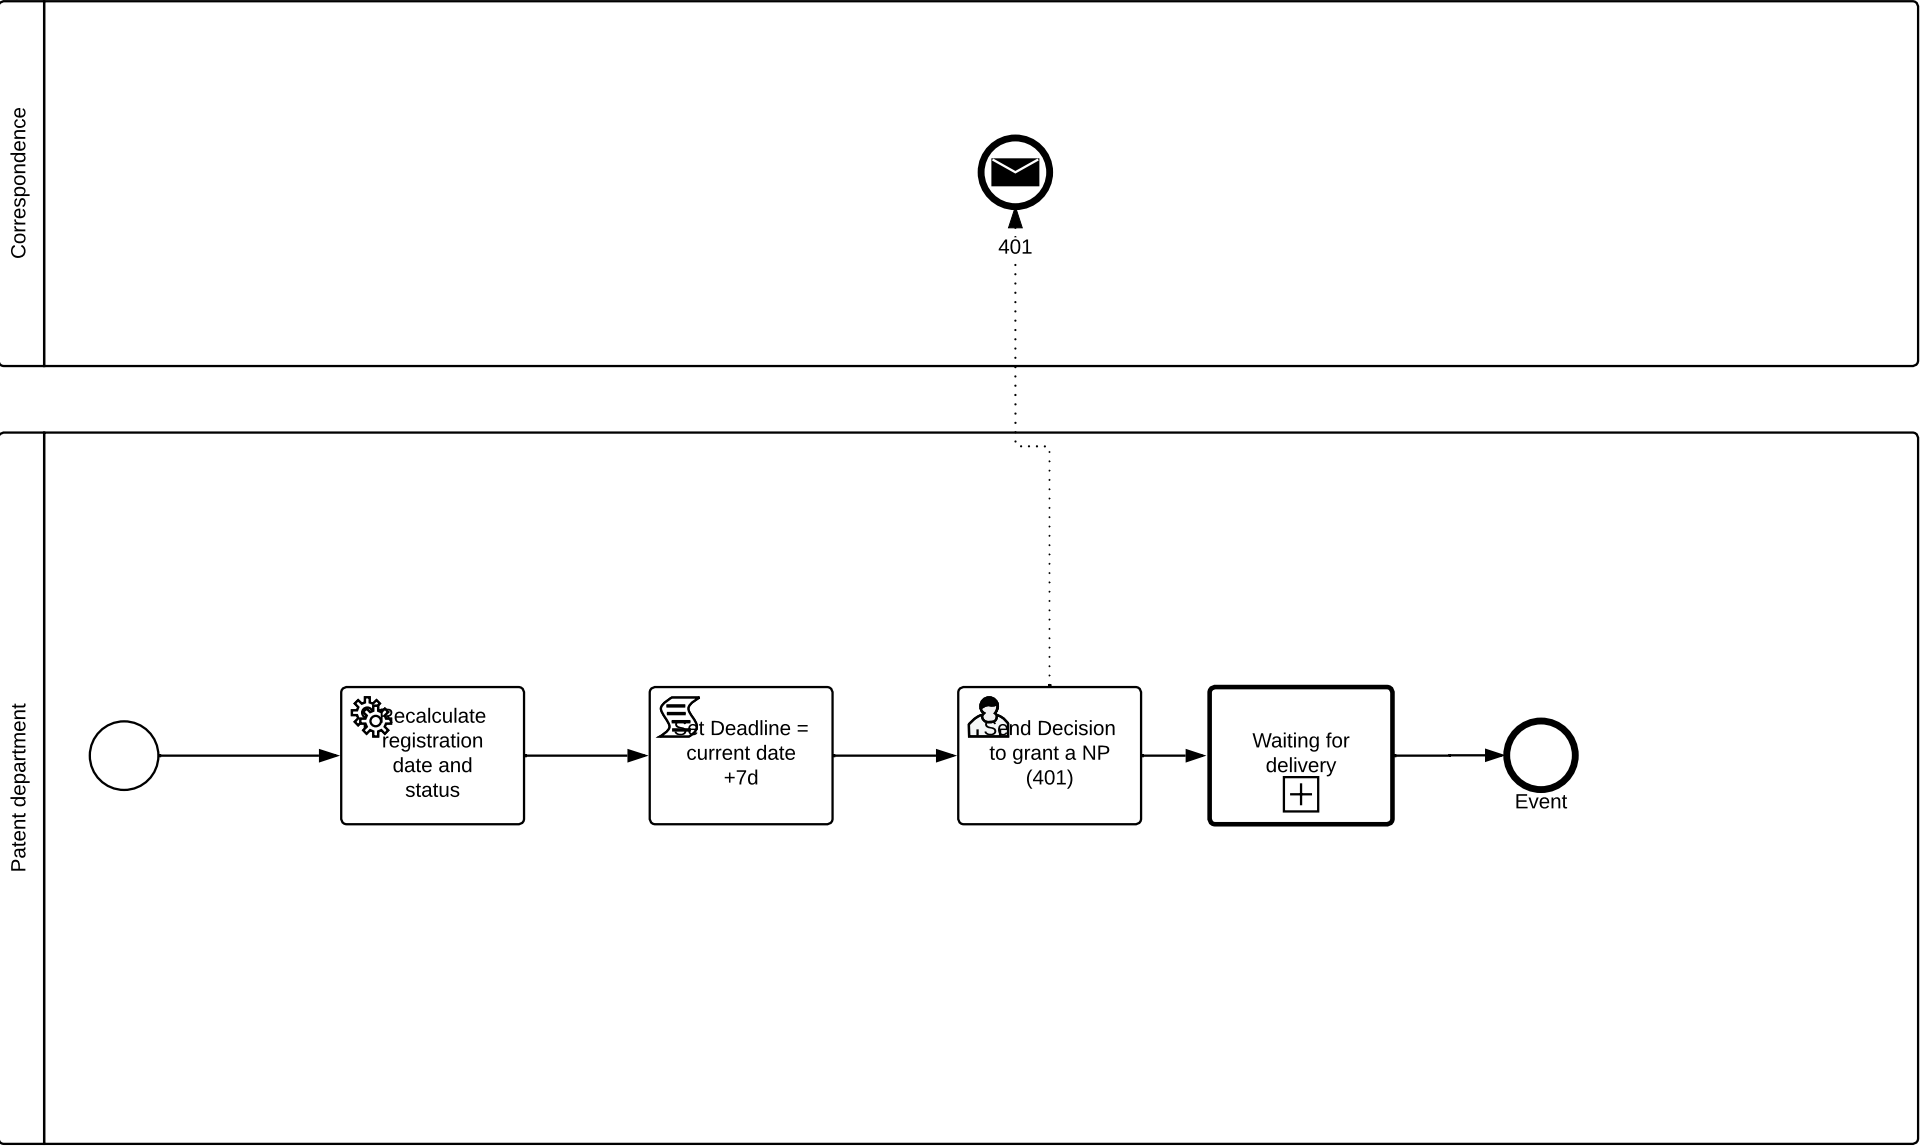 Correspondence
401
Patent department
Recalculate
registration
date and
status
Set Deadline =
current date
+7d
Send Decision
to grant a NP
(401)
Waiting for
delivery
Event